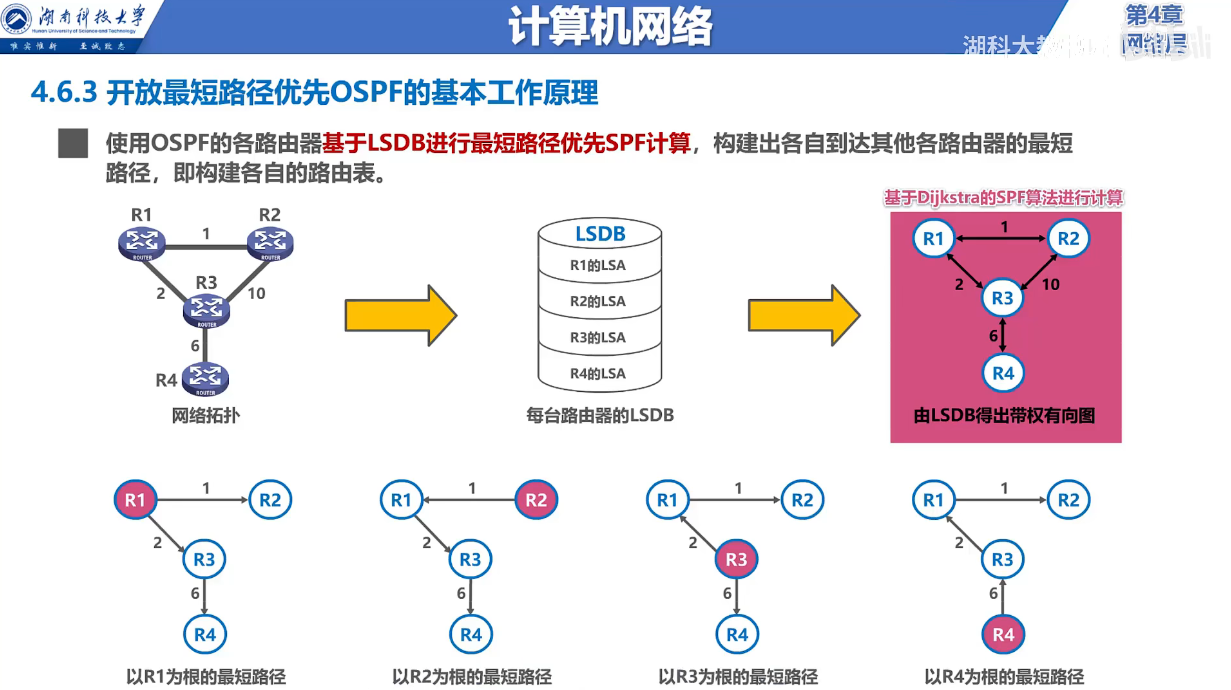 湖南科技大学
Hunan University of Science and Technology
唯实惟新 至诚致志
计算机网络
第4章
网络层
湖科大教
4.6.3 开放最短路径优先OSPF的基本工作原理
使用OSPF的各路由器基于LSDB进行最短路径优先SPF计算，构建出各自到达其他各路由器的最短
路径，即构建各自的路由表。
R1
R2
1
ROUTER
ROUTER
R3
2
10
ROUTER
6
R4
ROUTER
网络拓扑
LSDB
R1的LSA
R2的LSA
R3的LSA
R4的LSA
每台路由器的LSDB
基于Dijkstra的SPF算法进行计算
R1
1
R2
2
10
R3
6
R4
由LSDB得出带权有向图
R1
1
R2
2
R3
6
R4
以R1为根的最短路径
R1
1
R2
2
R3
6
R4
以R2为根的最短路径
R1
1
R2
2
R3
6
R4
以R3为根的最短路径
R1
1
R2
2
R3
6
R4
以R4为根的最短路径